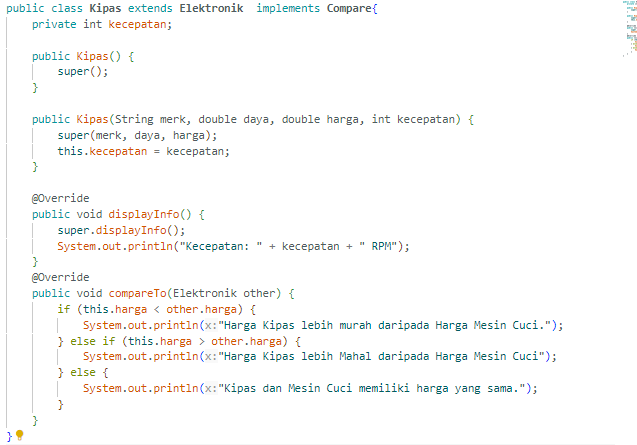 public class Kipas extends Elektronik  implements Compare{
    private int kecepatan;

    public Kipas() {
        super();
    }

    public Kipas(String merk, double daya, double harga, int kecepatan) {
        super(merk, daya, harga);
        this.kecepatan = kecepatan;
    }

    @Override
    public void displayInfo() {
        super.displayInfo();
        System.out.println("Kecepatan: " + kecepatan + " RPM");
    }
    @Override
    public void compareTo(Elektronik other) {
        if (this.harga < other.harga) {
            System.out.println(x:"Harga Kipas lebih murah daripada Harga Mesin Cuci.");
        } else if (this.harga > other.harga) {
            System.out.println(x:"Harga Kipas lebih Mahal daripada Harga Mesin Cuci");
        } else {
            System.out.println(x:"Kipas dan Mesin Cuci memiliki harga yang sama.");
        }
    }
}